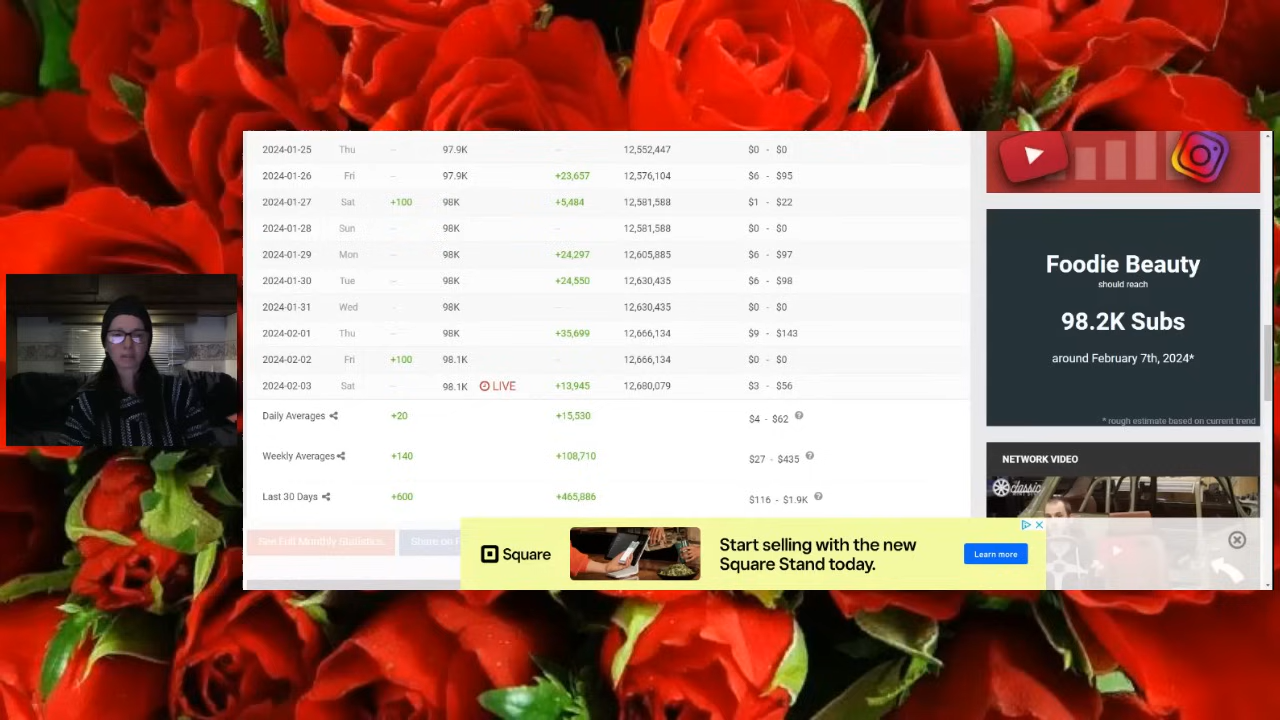 2024-01-25 Thu -- 97.9K -- 12,552,447 $0 - $0
2024-01-26 Fri -- 97.9K +23,657 12,576,104 $6 - $95
2024-01-27 Sat +100 98K +5,484 12,581,588 $1 - $22
2024-01-28 Sun -- 98K -- 12,581,588 $0 - $0
2024-01-29 Mon -- 98K +24,297 12,605,885 $6 - $97
2024-01-30 Tue -- 98K +24,550 12,630,435 $6 - $98
2024-01-31 Wed -- 98K -- 12,630,435 $0 - $0
2024-02-01 Thu -- 98K +35,699 12,666,134 $9 - $143
2024-02-02 Fri +100 98.1K -- 12,666,134 $0 - $0
2024-02-03 Sat -- 98.1K LIVE +13,945 12,680,079 $3 - $56
Daily Averages +20 +15,530 $4 - $62
Weekly Averages +140 +108,710 $27 - $435
Last 30 Days +600 +465,886 $116 - $1.9K
See Full Monthly Statistics...
Share on F
Foodie Beauty
should reach
98.2K Subs
around February 7th, 2024*
* rough estimate based on current trend
NETWORK VIDEO
classic
Square
Start selling with the new
Square Stand today.
Learn more